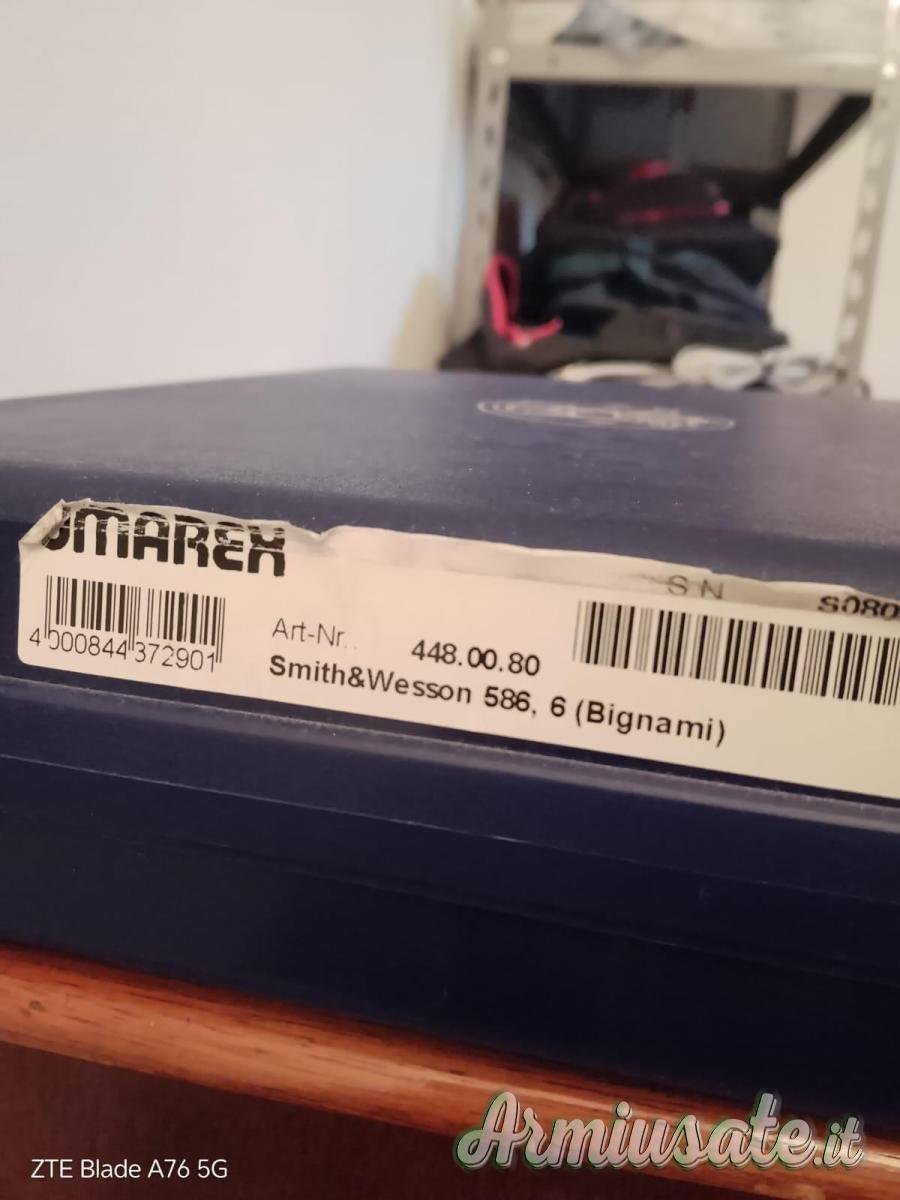 UMAREX
S N S080
4 000844 372901
Art-Nr.. 448.00.80
Smith&Wesson 586, 6 (Bignami)
ZTE Blade A76 5G
Armiusate.it